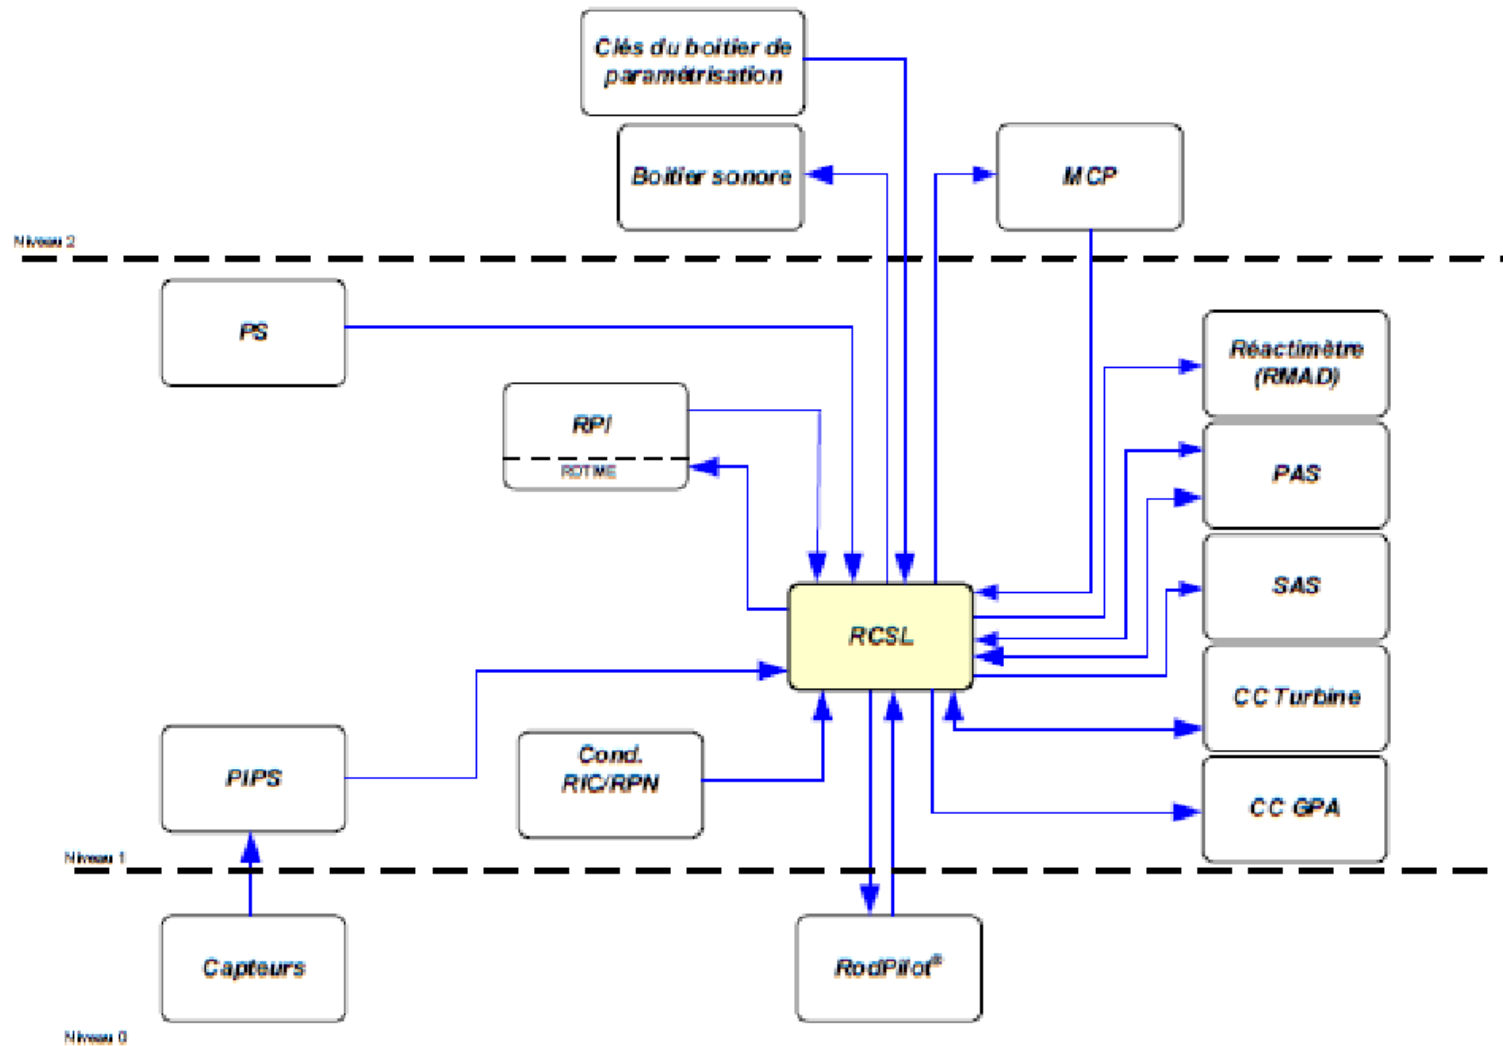 Clés du boitier de
paramétrisation
Boitier sonore
MCP
Niveau 2
PS
Réactimètre
(RMAD)
RPI
RDTME
PAS
SAS
RCSL
CC Turbine
Cond.
RIC/RPN
PIPS
CC GPA
Niveau 1
Capteurs
RodPilot®
Niveau 0